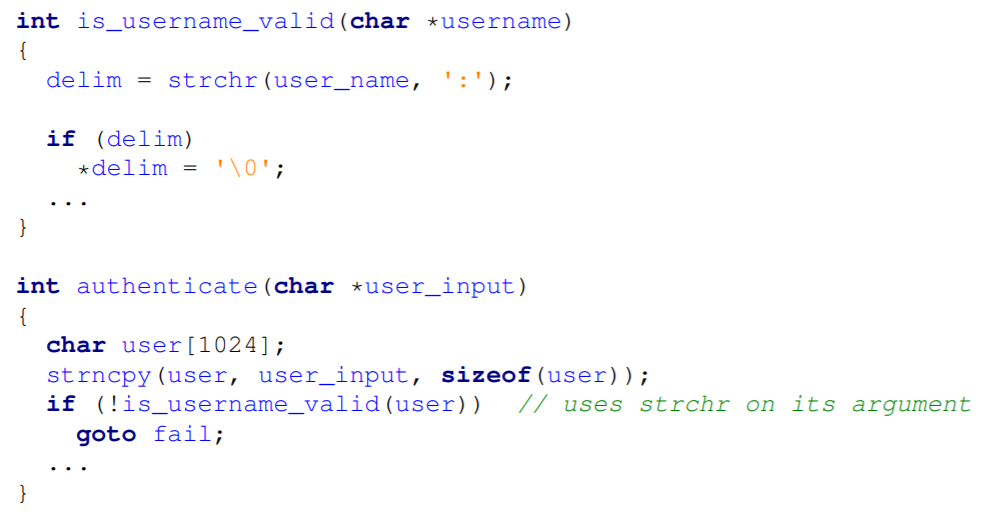 int is_username_valid(char *username)
{
  delim = strchr(user_name, ':');

  if (delim)
    *delim = '\0';
  ...
}

int authenticate(char *user_input)
{
  char user[1024];
  strncpy(user, user_input, sizeof(user));
  if (!is_username_valid(user))  // uses strchr on its argument
    goto fail;
  ...
}